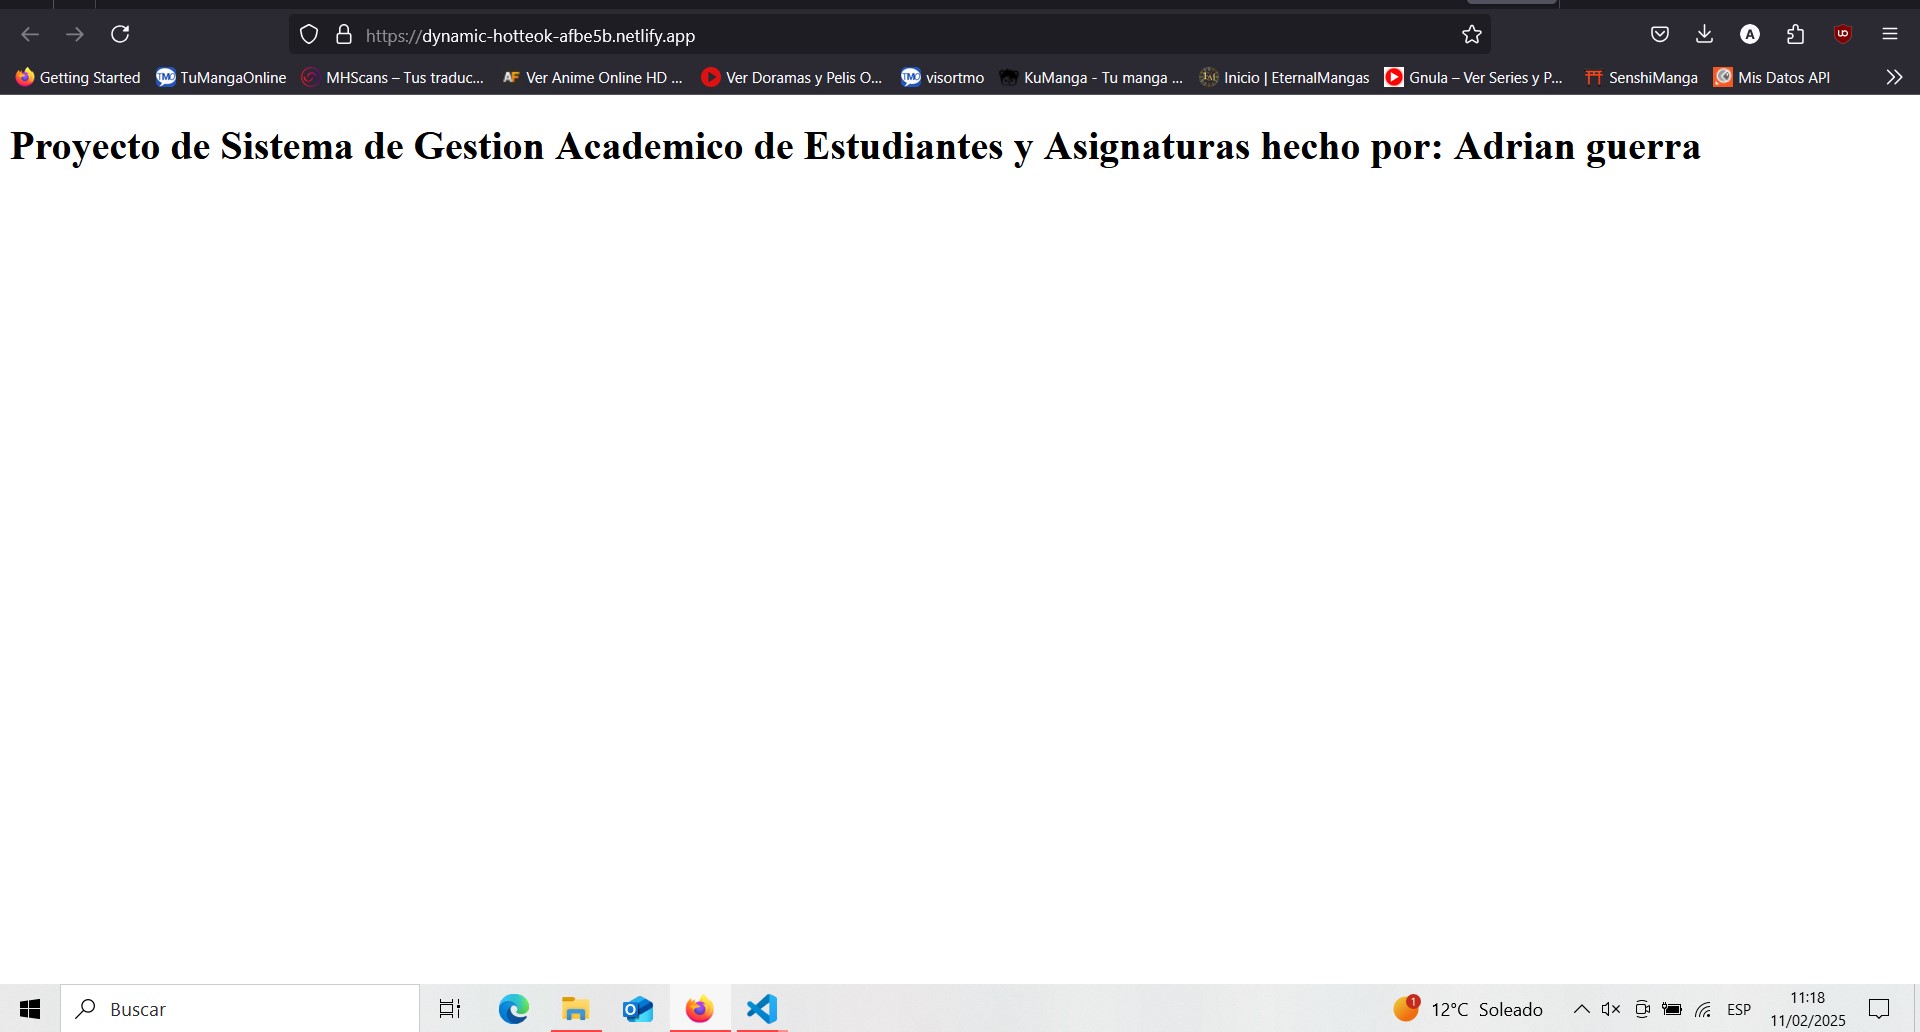 https://dynamic-hotteok-afbe5b.netlify.app
Getting Started TuMangaOnline MHScans – Tus traduc... Ver Anime Online HD ... Ver Doramas y Pelis O... visortmo KuManga - Tu manga ... Inicio | EternalMangas Gnula – Ver Series y P... SenshiManga Mis Datos API
Proyecto de Sistema de Gestion Academico de Estudiantes y Asignaturas hecho por: Adrian guerra
Buscar
1
12°C Soleado
ESP
11:18
11/02/2025